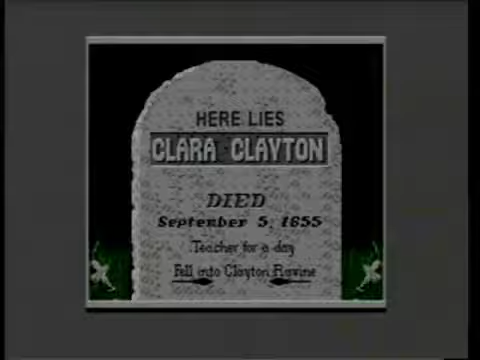 HERE LIES
CLARA CLAYTON
DIED
September 5, 1855
Teacher for a day
Fell into Clayton Ravine